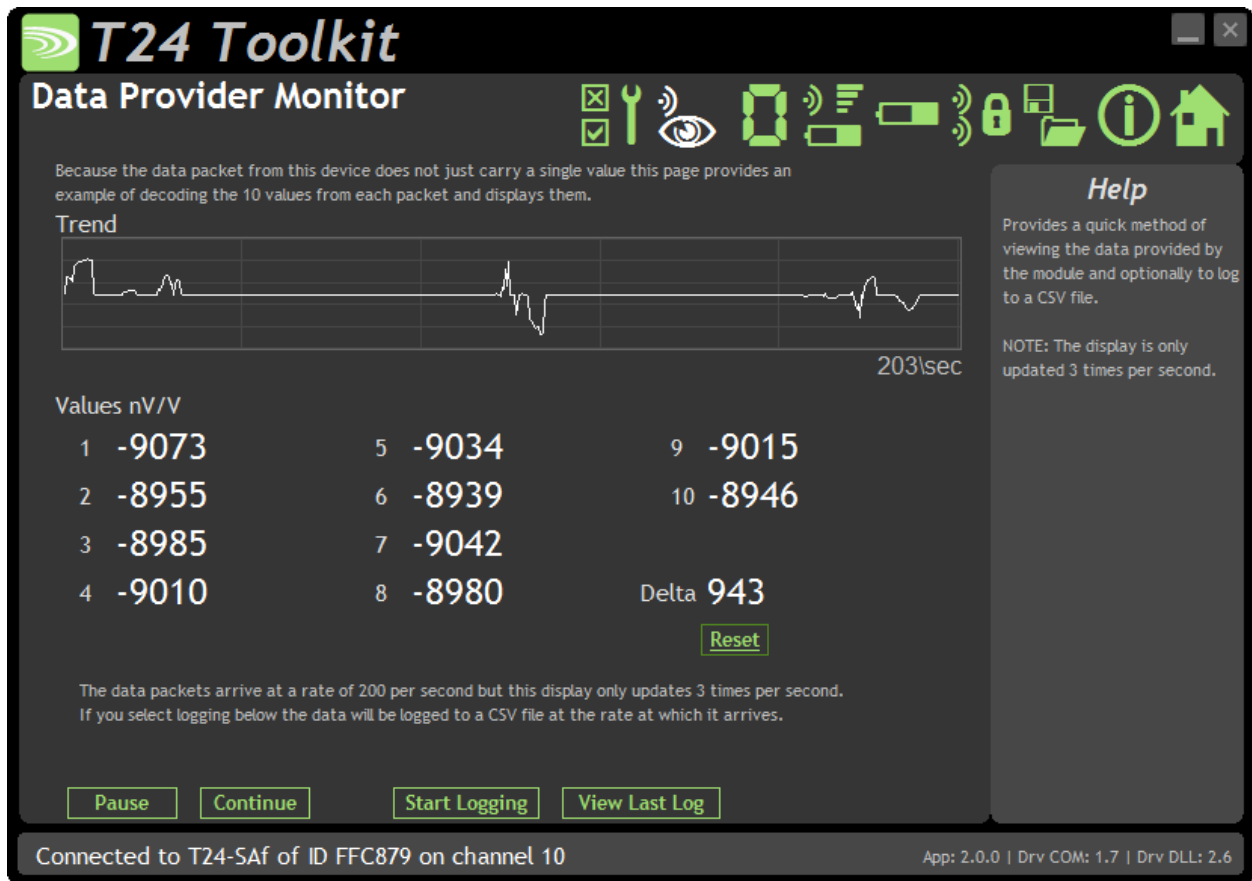 T24 Toolkit
Data Provider Monitor
Because the data packet from this device does not just carry a single value this page provides an
example of decoding the 10 values from each packet and displays them.
Trend
203\sec
Values nV/V
1 -9073 5 -9034 9 -9015
2 -8955 6 -8939 10 -8946
3 -8985 7 -9042
4 -9010 8 -8980 Delta 943
Reset
The data packets arrive at a rate of 200 per second but this display only updates 3 times per second.
If you select logging below the data will be logged to a CSV file at the rate at which it arrives.
Pause Continue Start Logging View Last Log
Help
Provides a quick method of
viewing the data provided by
the module and optionally to log
to a CSV file.
NOTE: The display is only
updated 3 times per second.
Connected to T24-SAf of ID FFC879 on channel 10
App: 2.0.0 | Drv COM: 1.7 | Drv DLL: 2.6